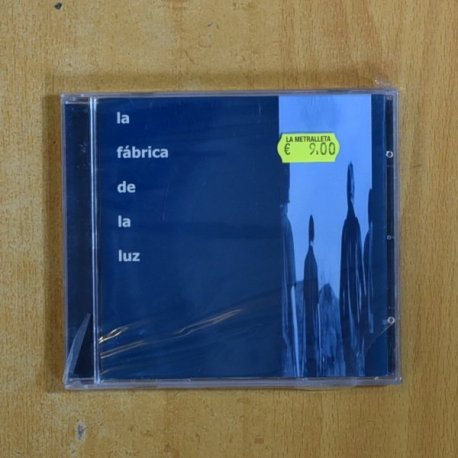 la
fábrica
de
la
luz
LA METRALLETA
€ 9.00